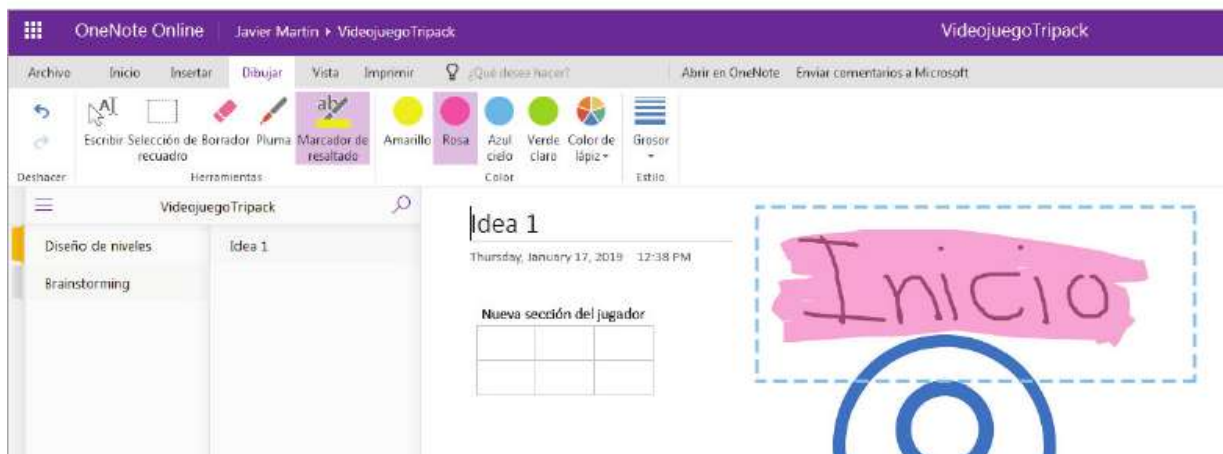 OneNote Online Javier Martín ▸ VideojuegoTripack VideojuegoTripack
Archivo Inicio Insertar Dibujar Vista Imprimir ¿Qué desea hacer? Abrir en OneNote Enviar comentarios a Microsoft
Escribir Selección de recuadro Borrador Pluma Marcador de resaltado Amarillo Rosa Azul cielo Verde claro Color de lápiz Grosor
Deshacer Herramientas Color Estilo
VideojuegoTripack
Diseño de niveles Idea 1
Brainstorming
Idea 1
Thursday, January 17, 2019 12:38 PM
Nueva sección del jugador
Inicio